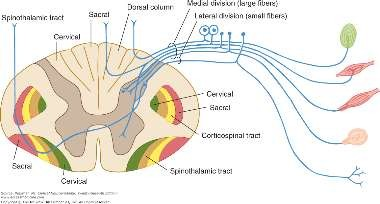 Spinothalamic tract
Sacral
Dorsal column
Medial division (large fibers)
Lateral division (small fibers)
Cervical
Cervical
Sacral
Corticospinal tract
Sacral
Spinothalamic tract
Cervical